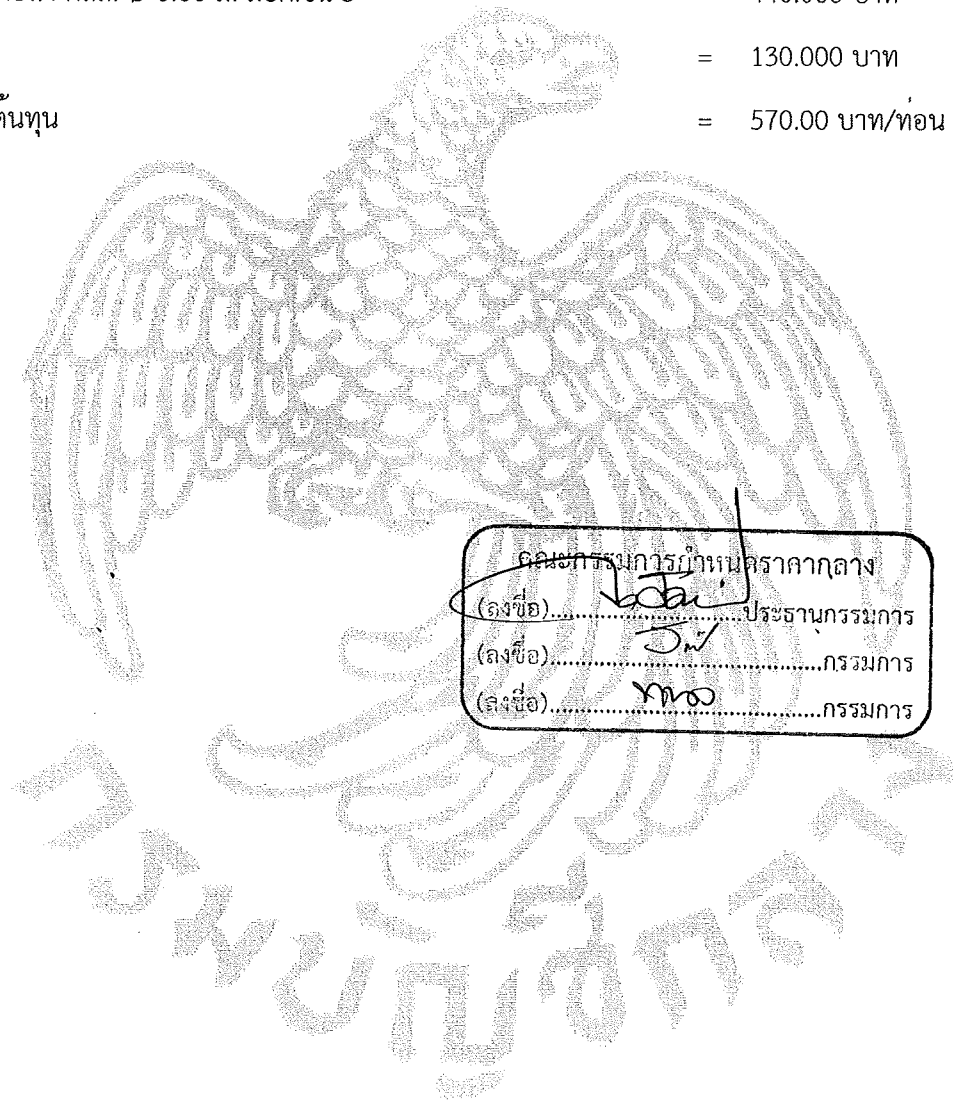 = 130.000 บาท
ต้นทุน = 570.00 บาท/ท่อน
คณะกรรมการกำหนดราคากลาง
(ลงชื่อ)..........ประธานกรรมการ
(ลงชื่อ)..........กรรมการ
(ลงชื่อ)..........กรรมการ
กรมบัญชีกลาง